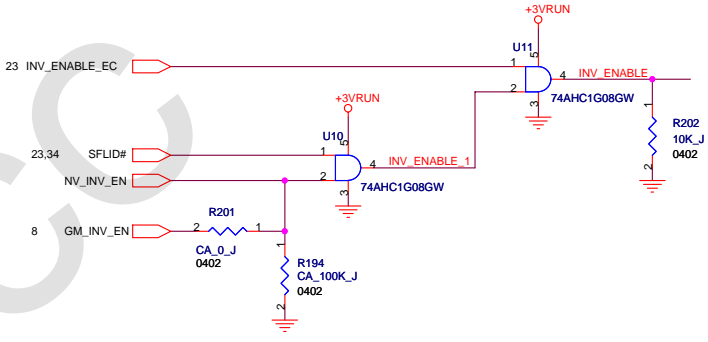 +3VRUN
U11
5
23 INV_ENABLE_EC
1
4
INV_ENABLE
2
74AHC1G08GW
3
+3VRUN
U10
5
1
R202
10K_J
0402
2
23,34 SFLID#
1
4
INV_ENABLE_1
NV_INV_EN
2
74AHC1G08GW
3
R201
8 GM_INV_EN
2
1
CA_0_J
0402
1
R194
CA_100K_J
0402
2
CC